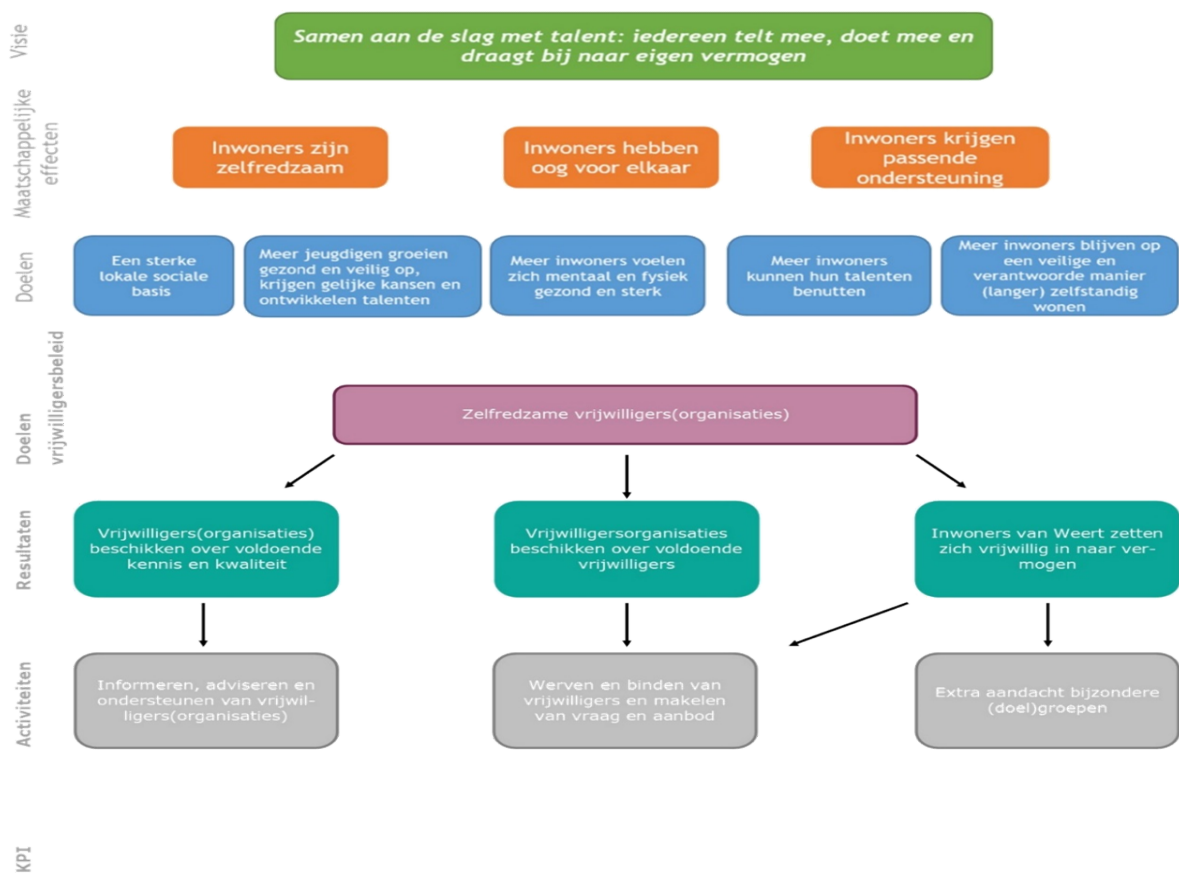 Visie
Samen aan de slag met talent: iedereen telt mee, doet mee en
draagt bij naar eigen vermogen
Maatschappelijke
effecten
Inwoners zijn
zelfredzaam
Inwoners hebben
oog voor elkaar
Inwoners krijgen
passende
ondersteuning
Doelen
Een sterke
lokale sociale
basis
Meer jeugdigen groeien
gezond en veilig op,
krijgen gelijke kansen en
ontwikkelen talenten
Meer inwoners voelen
zich mentaal en fysiek
gezond en sterk
Meer inwoners
kunnen hun talenten
benutten
Meer inwoners blijven op
een veilige en
verantwoorde manier
(langer) zelfstandig
wonen
Doelen
vrijwilligersbeleid
Zelfredzame vrijwilligers(organisaties)
Resultaten
Vrijwilligers(organisaties)
beschikken over voldoende
kennis en kwaliteit
Vrijwilligersorganisaties
beschikken over voldoende
vrijwilligers
Inwoners van Weert zetten
zich vrijwillig in naar ver-
mogen
Activiteiten
Informeren, adviseren en
ondersteunen van vrijwil-
ligers(organisaties)
Werven en binden van
vrijwilligers en makelen
van vraag en aanbod
Extra aandacht bijzondere
(doel)groepen
KPI